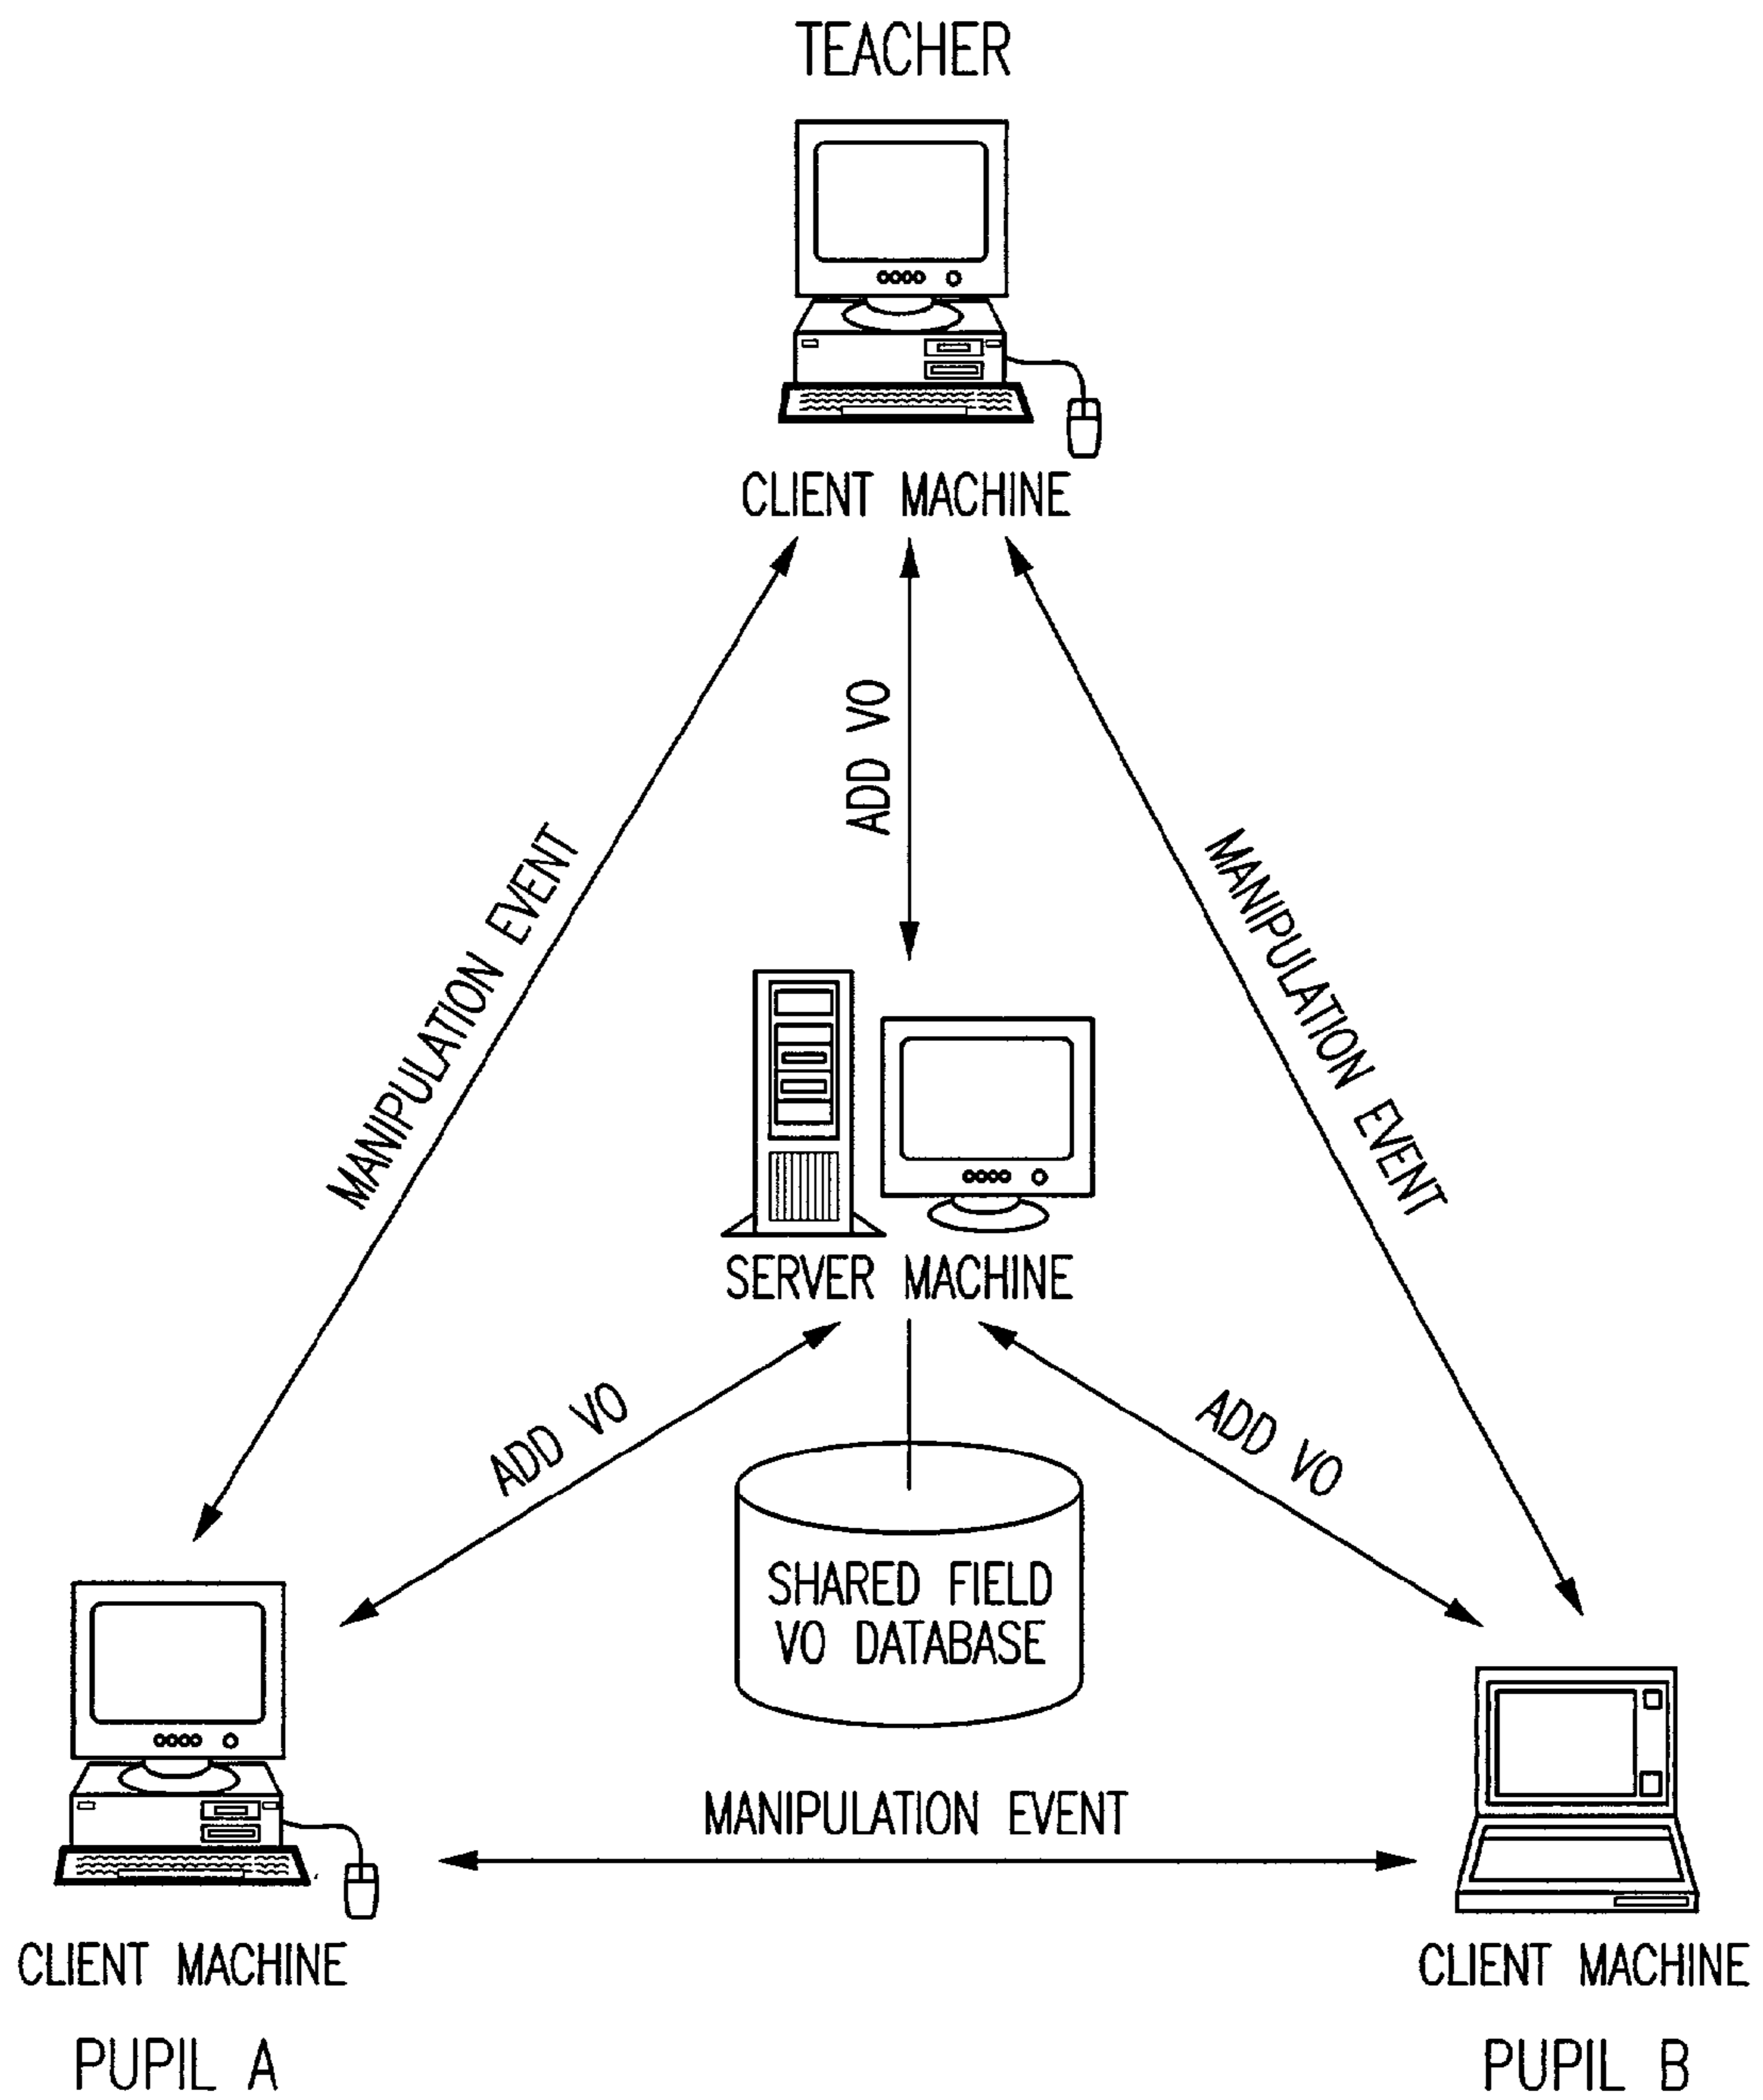 TEACHER
CLIENT MACHINE
ADD VO
MANIPULATION EVENT
MANIPULATION EVENT
SERVER MACHINE
ADD VO
ADD VO
SHARED FIELD
VO DATABASE
MANIPULATION EVENT
CLIENT MACHINE
CLIENT MACHINE
PUPIL A
PUPIL B